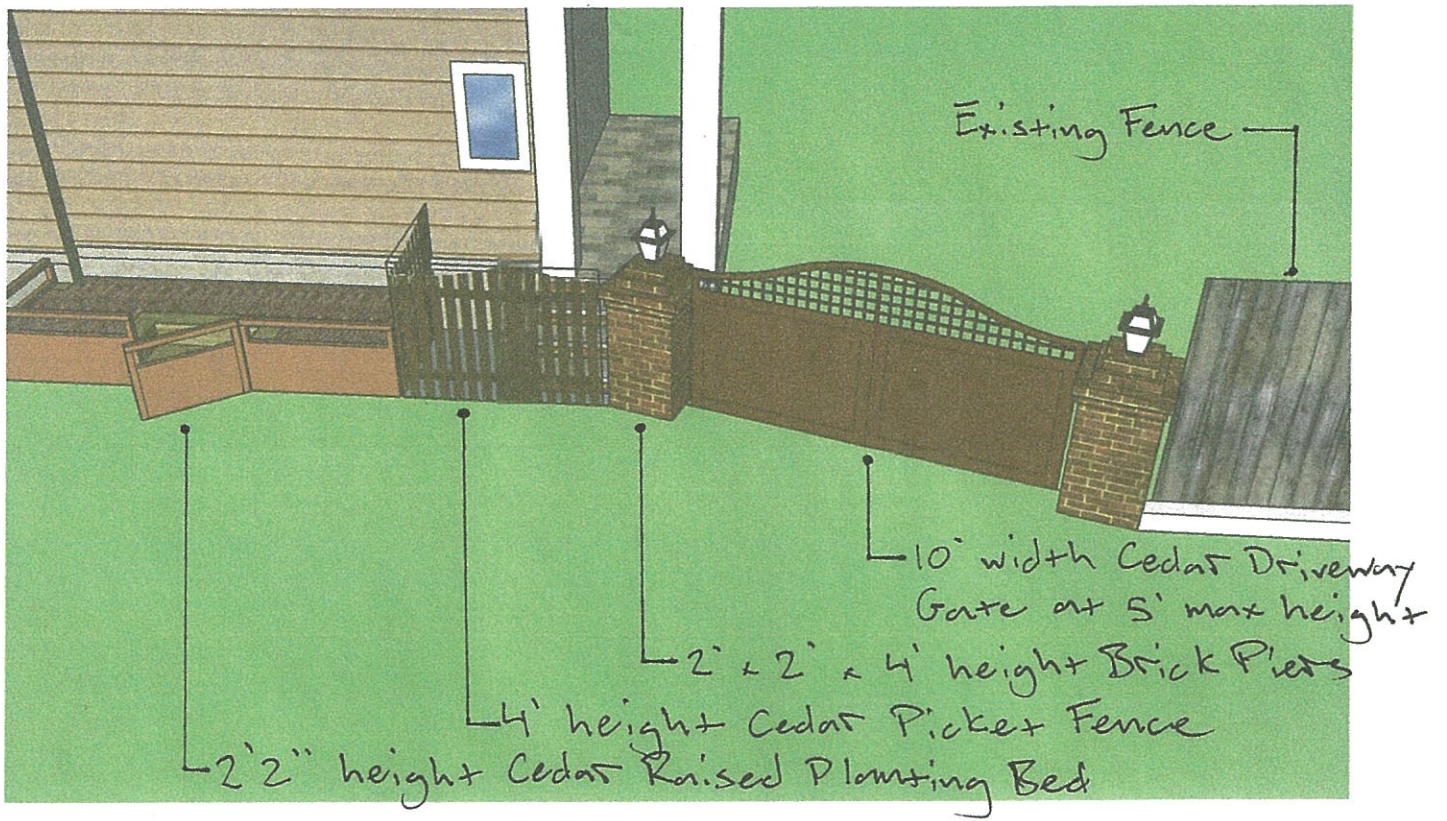 Existing Fence
10' width Cedar Driveway
Gate at 5' max height
2' x 2' x 4' height Brick Piers
4' height Cedar Picket Fence
2'2" height Cedar Raised Planting Bed